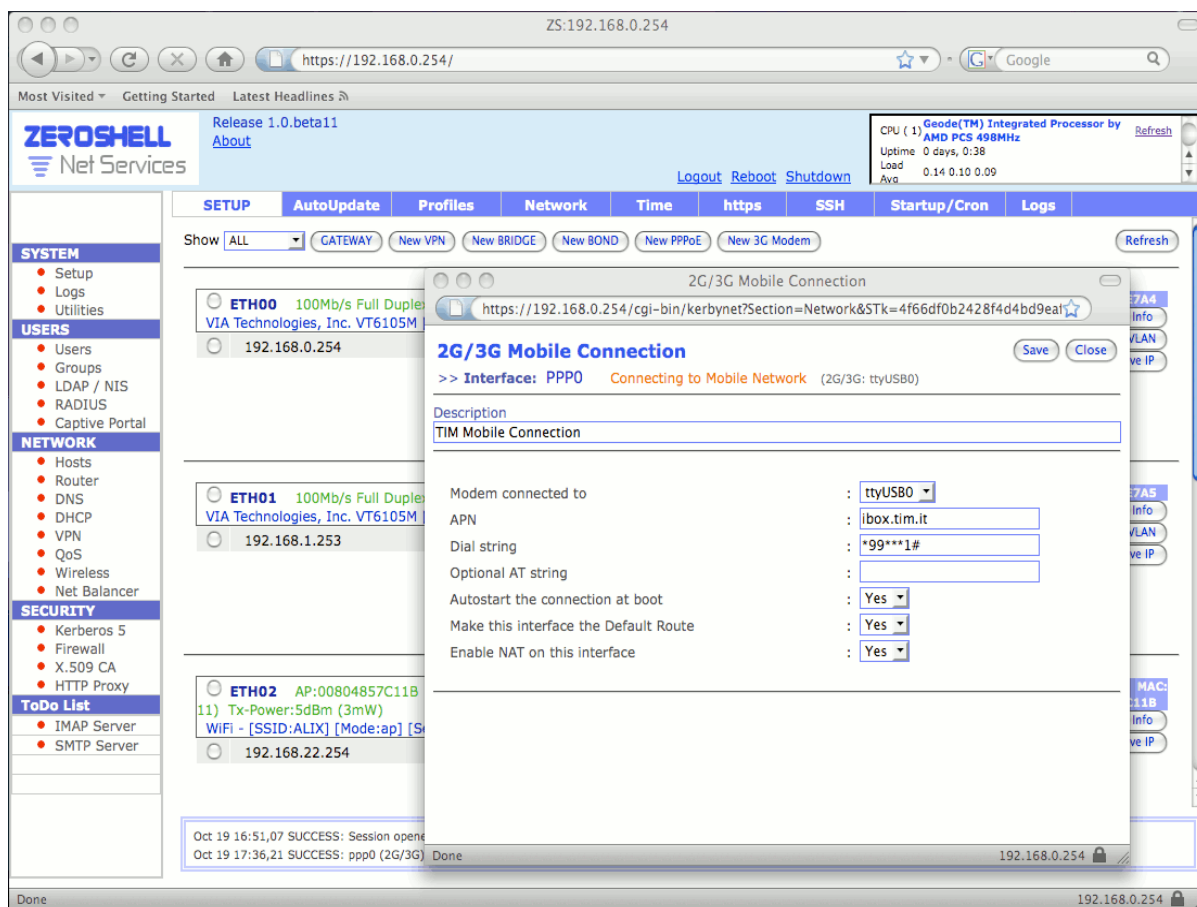 ZS:192.168.0.254
https://192.168.0.254/
Google
Most Visited Getting Started Latest Headlines
ZEROSHELL
Net Services
Release 1.0.beta11
About
Logout Reboot Shutdown
CPU ( 1) Geode(TM) Integrated Processor by AMD PCS 498MHz
Refresh
Uptime 0 days, 0:38
Load Avg 0.14 0.10 0.09
SETUP AutoUpdate Profiles Network Time https SSH Startup/Cron Logs
Show ALL GATEWAY New VPN New BRIDGE New BOND New PPPoE New 3G Modem Refresh
SYSTEM
Setup
Logs
Utilities
USERS
Users
Groups
LDAP / NIS
RADIUS
Captive Portal
NETWORK
Hosts
Router
DNS
DHCP
VPN
QoS
Wireless
Net Balancer
SECURITY
Kerberos 5
Firewall
X.509 CA
HTTP Proxy
ToDo List
IMAP Server
SMTP Server
ETH00 100Mb/s Full Duplex
VIA Technologies, Inc. VT6105M
192.168.0.254
E7A4
Info
VLAN
ve IP
ETH01 100Mb/s Full Duplex
VIA Technologies, Inc. VT6105M
192.168.1.253
E7A5
Info
VLAN
ve IP
ETH02 AP:00804857C11B
11) Tx-Power:5dBm (3mW)
WiFi - [SSID:ALIX] [Mode:ap]
192.168.22.254
MAC:
C11B
Info
ve IP
2G/3G Mobile Connection
https://192.168.0.254/cgi-bin/kerbynet?Section=Network&STk=4f66df0b2428f4d4bd9eaf
2G/3G Mobile Connection
Save Close
>> Interface: PPP0 Connecting to Mobile Network (2G/3G: ttyUSB0)
Description
TIM Mobile Connection
Modem connected to : ttyUSB0
APN : ibox.tim.it
Dial string : *99***1#
Optional AT string :
Autostart the connection at boot : Yes
Make this interface the Default Route : Yes
Enable NAT on this interface : Yes
Done 192.168.0.254
Oct 19 16:51,07 SUCCESS: Session opene
Oct 19 17:36,21 SUCCESS: ppp0 (2G/3G)
Done 192.168.0.254